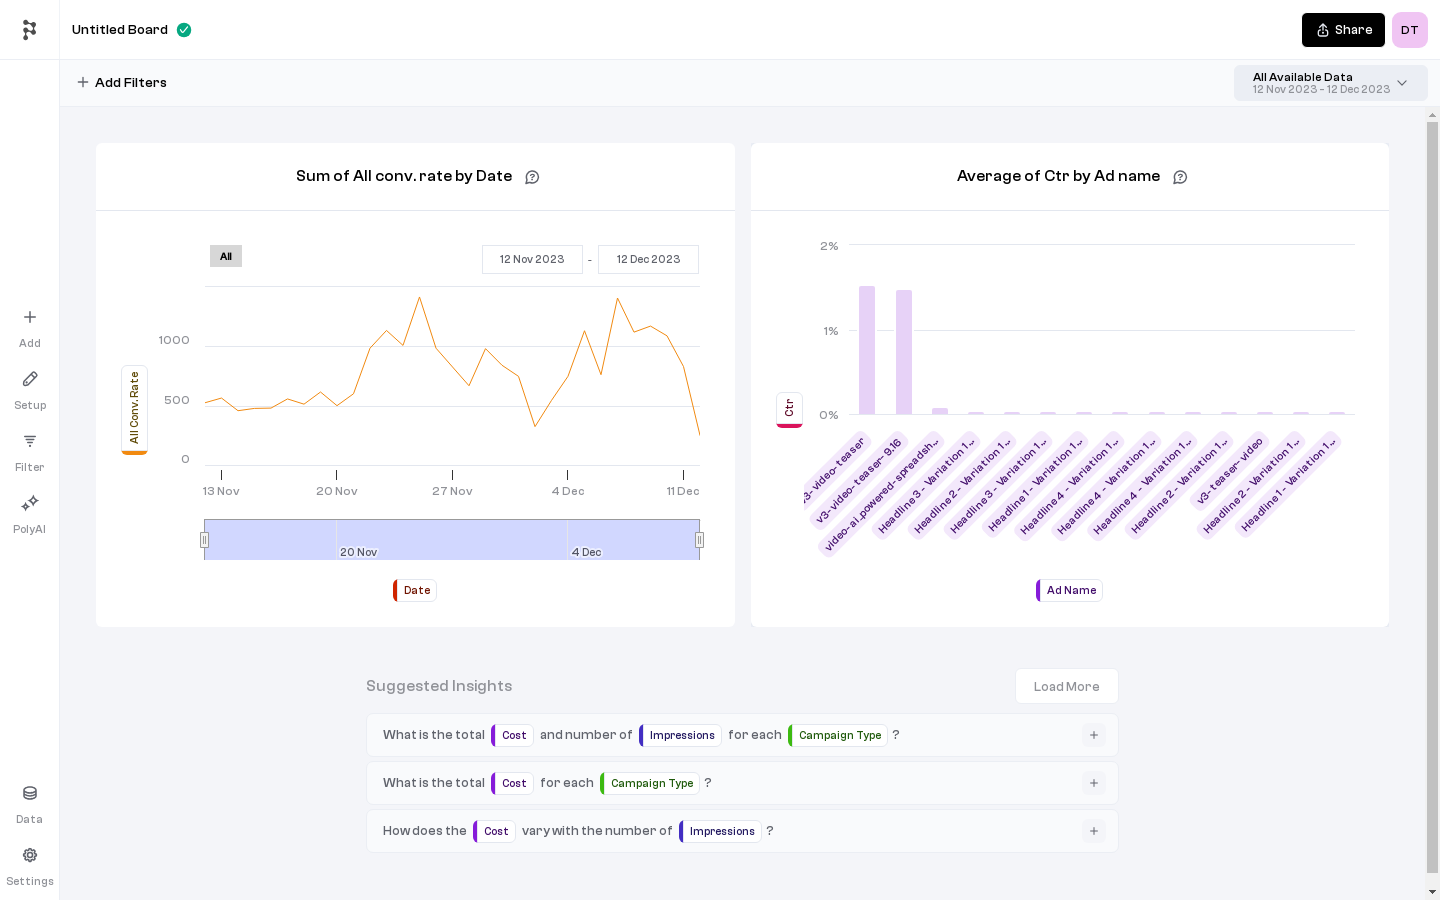 Untitled Board
Share
DT
Add Filters
All Available Data
12 Nov 2023 - 12 Dec 2023
Add
Setup
Filter
PolyAI
Data
Settings
Sum of All conv. rate by Date
All
12 Nov 2023 - 12 Dec 2023
1000
500
0
All Conv. Rate
13 Nov 20 Nov 27 Nov 4 Dec 11 Dec
20 Nov 4 Dec
Date
Average of Ctr by Ad name
2%
1%
0%
Ctr
v3-video-teaser
v3-video-teaser-9.16
video-ai.powered-spreadsh...
Headline 3 - Variation 1...
Headline 2 - Variation 1...
Headline 3 - Variation 1...
Headline 1 - Variation 1...
Headline 4 - Variation 1...
Headline 4 - Variation 1...
Headline 4 - Variation 1...
Headline 2 - Variation 1...
v3-teaser-video
Headline 2 - Variation 1...
Headline 1 - Variation 1...
Ad Name
Suggested Insights
Load More
What is the total Cost and number of Impressions for each Campaign Type ?
What is the total Cost for each Campaign Type ?
How does the Cost vary with the number of Impressions ?